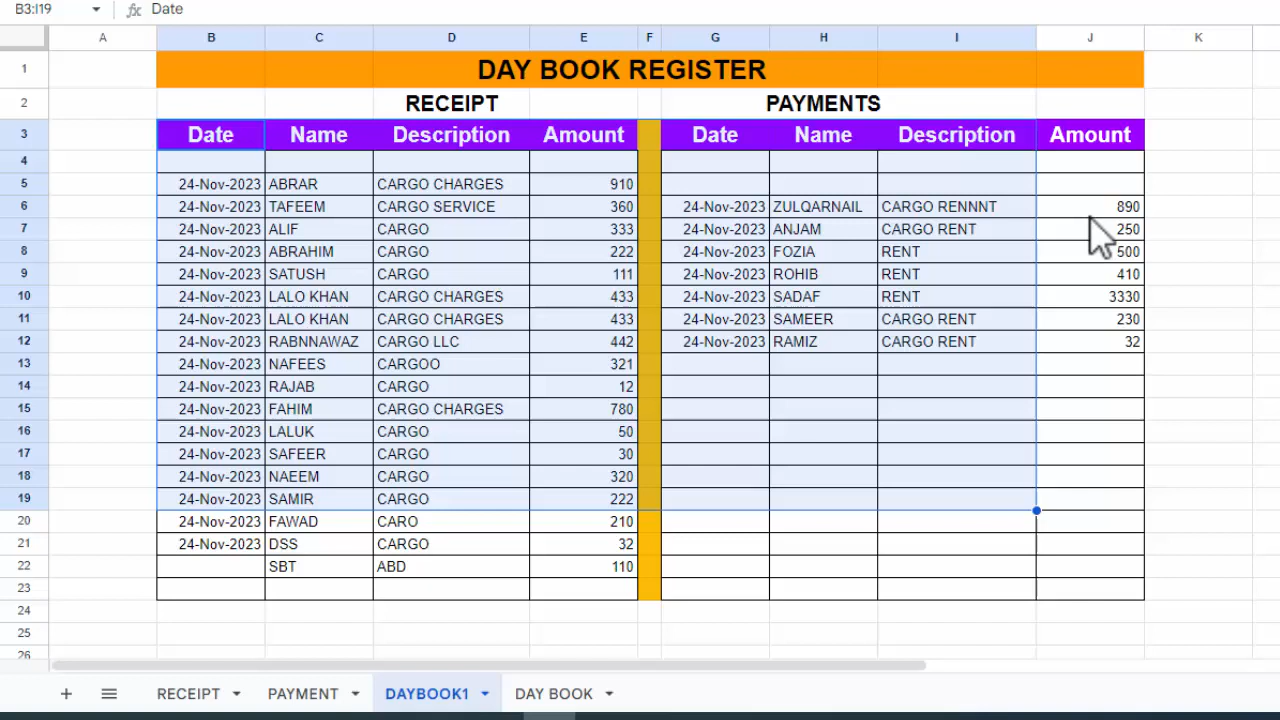 B3:I19 fx Date
A B C D E F G H I J K
1 DAY BOOK REGISTER
2 RECEIPT PAYMENTS
3 Date Name Description Amount Date Name Description Amount
4
5 24-Nov-2023 ABRAR CARGO CHARGES 910
6 24-Nov-2023 TAFEEM CARGO SERVICE 360 24-Nov-2023 ZULQARNAIL CARGO RENNNT 890
7 24-Nov-2023 ALIF CARGO 333 24-Nov-2023 ANJAM CARGO RENT 250
8 24-Nov-2023 ABRAHIM CARGO 222 24-Nov-2023 FOZIA RENT 500
9 24-Nov-2023 SATUSH CARGO 111 24-Nov-2023 ROHIB RENT 410
10 24-Nov-2023 LALO KHAN CARGO CHARGES 433 24-Nov-2023 SADAF RENT 3330
11 24-Nov-2023 LALO KHAN CARGO CHARGES 433 24-Nov-2023 SAMEER CARGO RENT 230
12 24-Nov-2023 RABNNAWAZ CARGO LLC 442 24-Nov-2023 RAMIZ CARGO RENT 32
13 24-Nov-2023 NAFEES CARGOO 321
14 24-Nov-2023 RAJAB CARGO 12
15 24-Nov-2023 FAHIM CARGO CHARGES 780
16 24-Nov-2023 LALUK CARGO 50
17 24-Nov-2023 SAFEER CARGO 30
18 24-Nov-2023 NAEEM CARGO 320
19 24-Nov-2023 SAMIR CARGO 222
20 24-Nov-2023 FAWAD CARO 210
21 24-Nov-2023 DSS CARGO 32
22 SBT ABD 110
23
24
25
26
RECEIPT PAYMENT DAYBOOK1 DAY BOOK